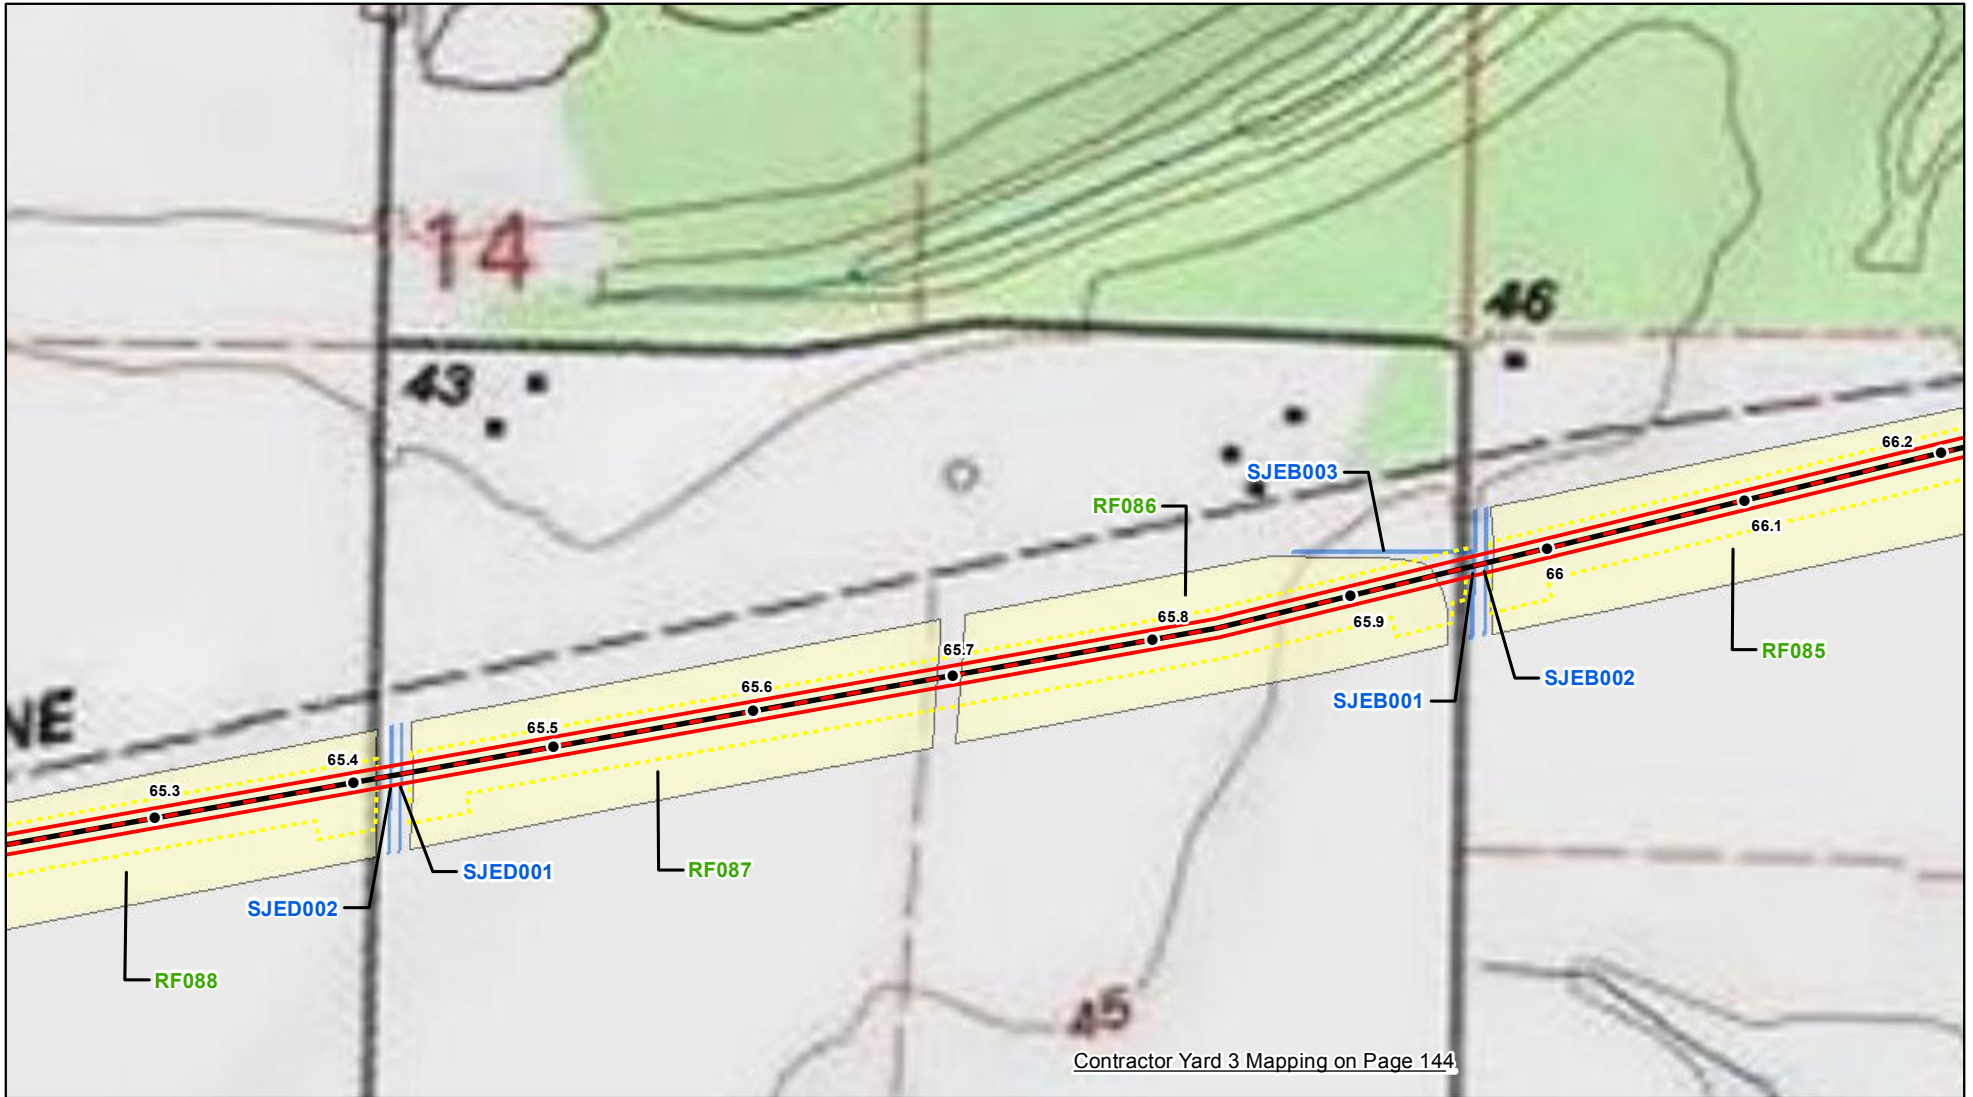 14
46
43
66.2
SJEB003
RF086
66.1
66
65.8
65.9
RF085
65.7
SJEB002
65.6
SJEB001
NE
65.5
65.4
65.3
SJED001
RF087
SJED002
RF088
45
Contractor Yard 3 Mapping on Page 144